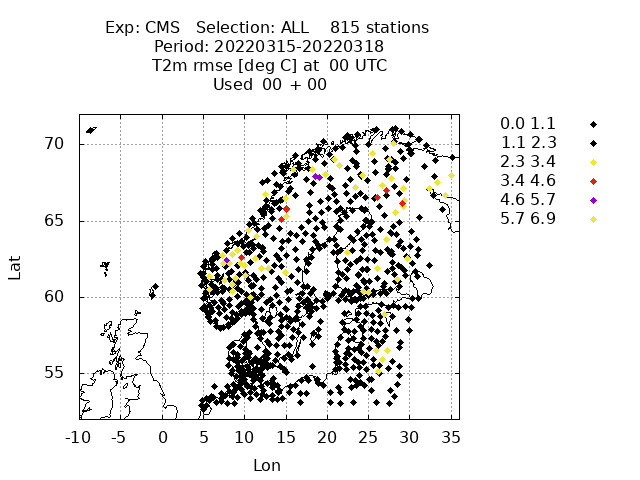 Exp: CMS   Selection: ALL    815 stations
Period: 20220315-20220318
T2m rmse [deg C] at  00 UTC
Used  00 + 00
0.0 1.1
1.1 2.3
2.3 3.4
3.4 4.6
4.6 5.7
5.7 6.9
70
65
60
55
Lat
-10 -5 0 5 10 15 20 25 30 35
Lon